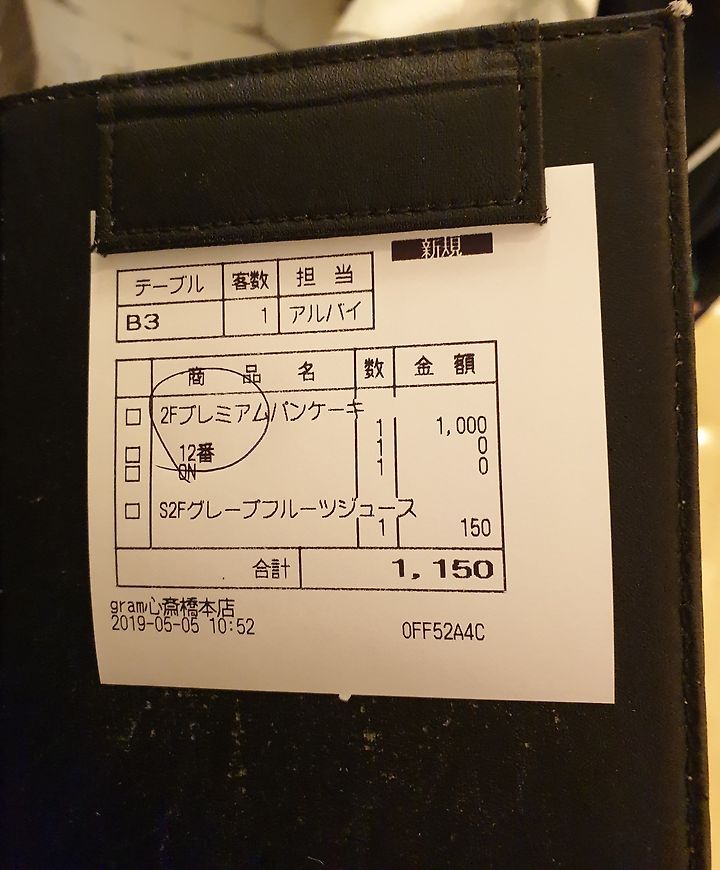 新規
テーブル 客数 担当
B3 1 アルバイ
商品名 数 金額
2Fプレミアムパンケーキ
1 1,000
12番 1 0
QN 1 0
S2Fグレープフルーツジュース
1 150
合計 1,150
gram心斎橋本店
2019-05-05 10:52 0FF52A4C